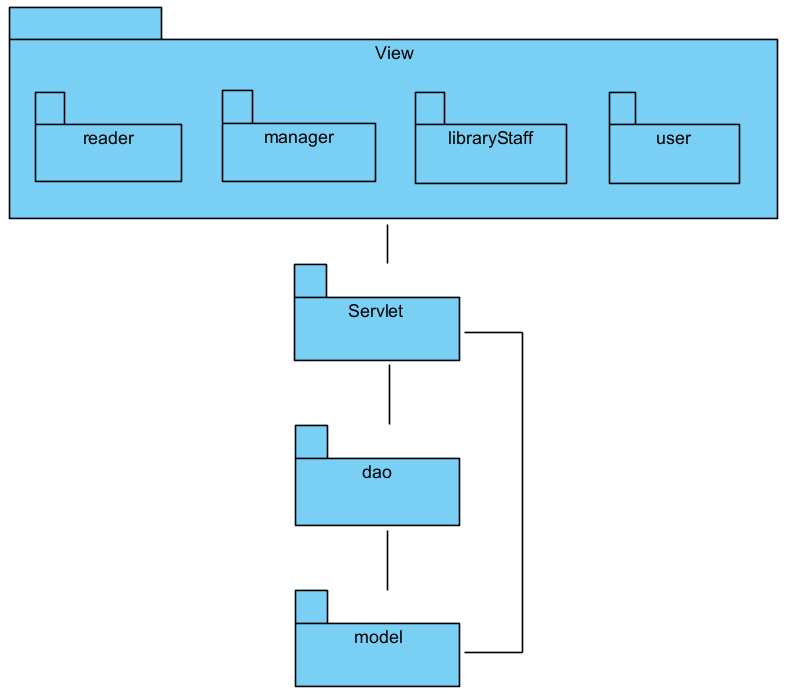 View
reader
manager
libraryStaff
user
Servlet
dao
model